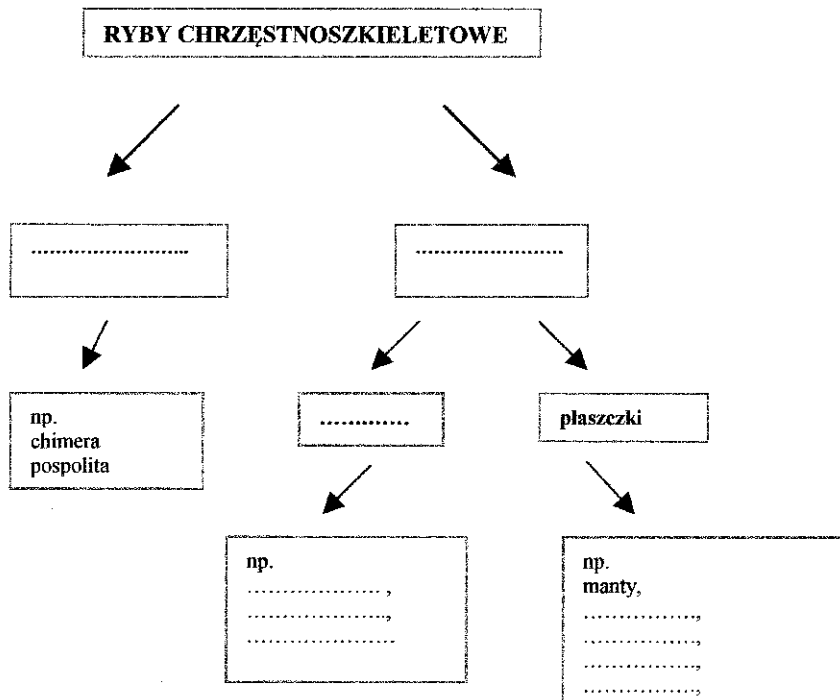 RYBY CHRZĘSTNOSZKIELETOWE
..........................
........................
np.
chimera
pospolita
..............
płaszczki
np.
...................,
...................,
...................
np.
manty,
................,
................,
................,
................,